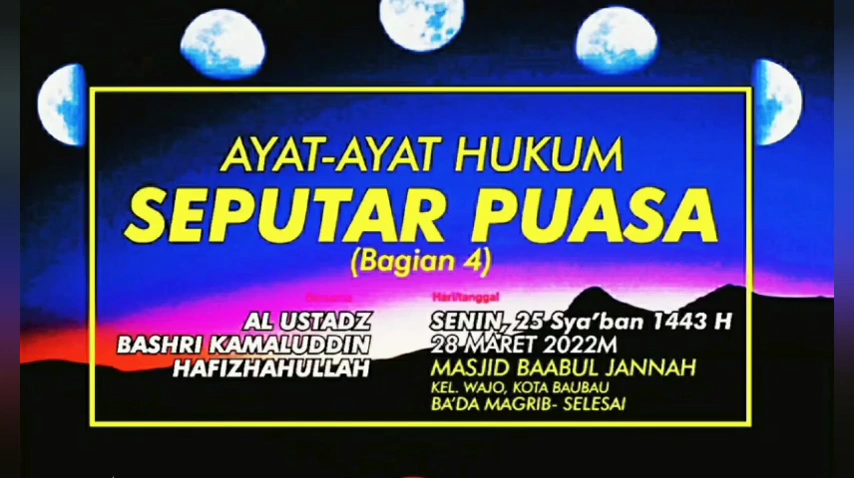 AYAT-AYAT HUKUM
SEPUTAR PUASA
(Bagian 4)
Bersama
AL USTADZ
BASHRI KAMALUDDIN
HAFIZHAHULLAH
Hari/tanggal
SENIN, 25 Sya'ban 1443 H
28 MARET 2022M
MASJID BAABUL JANNAH
KEL. WAJO, KOTA BAUBAU
BA'DA MAGRIB- SELESAI